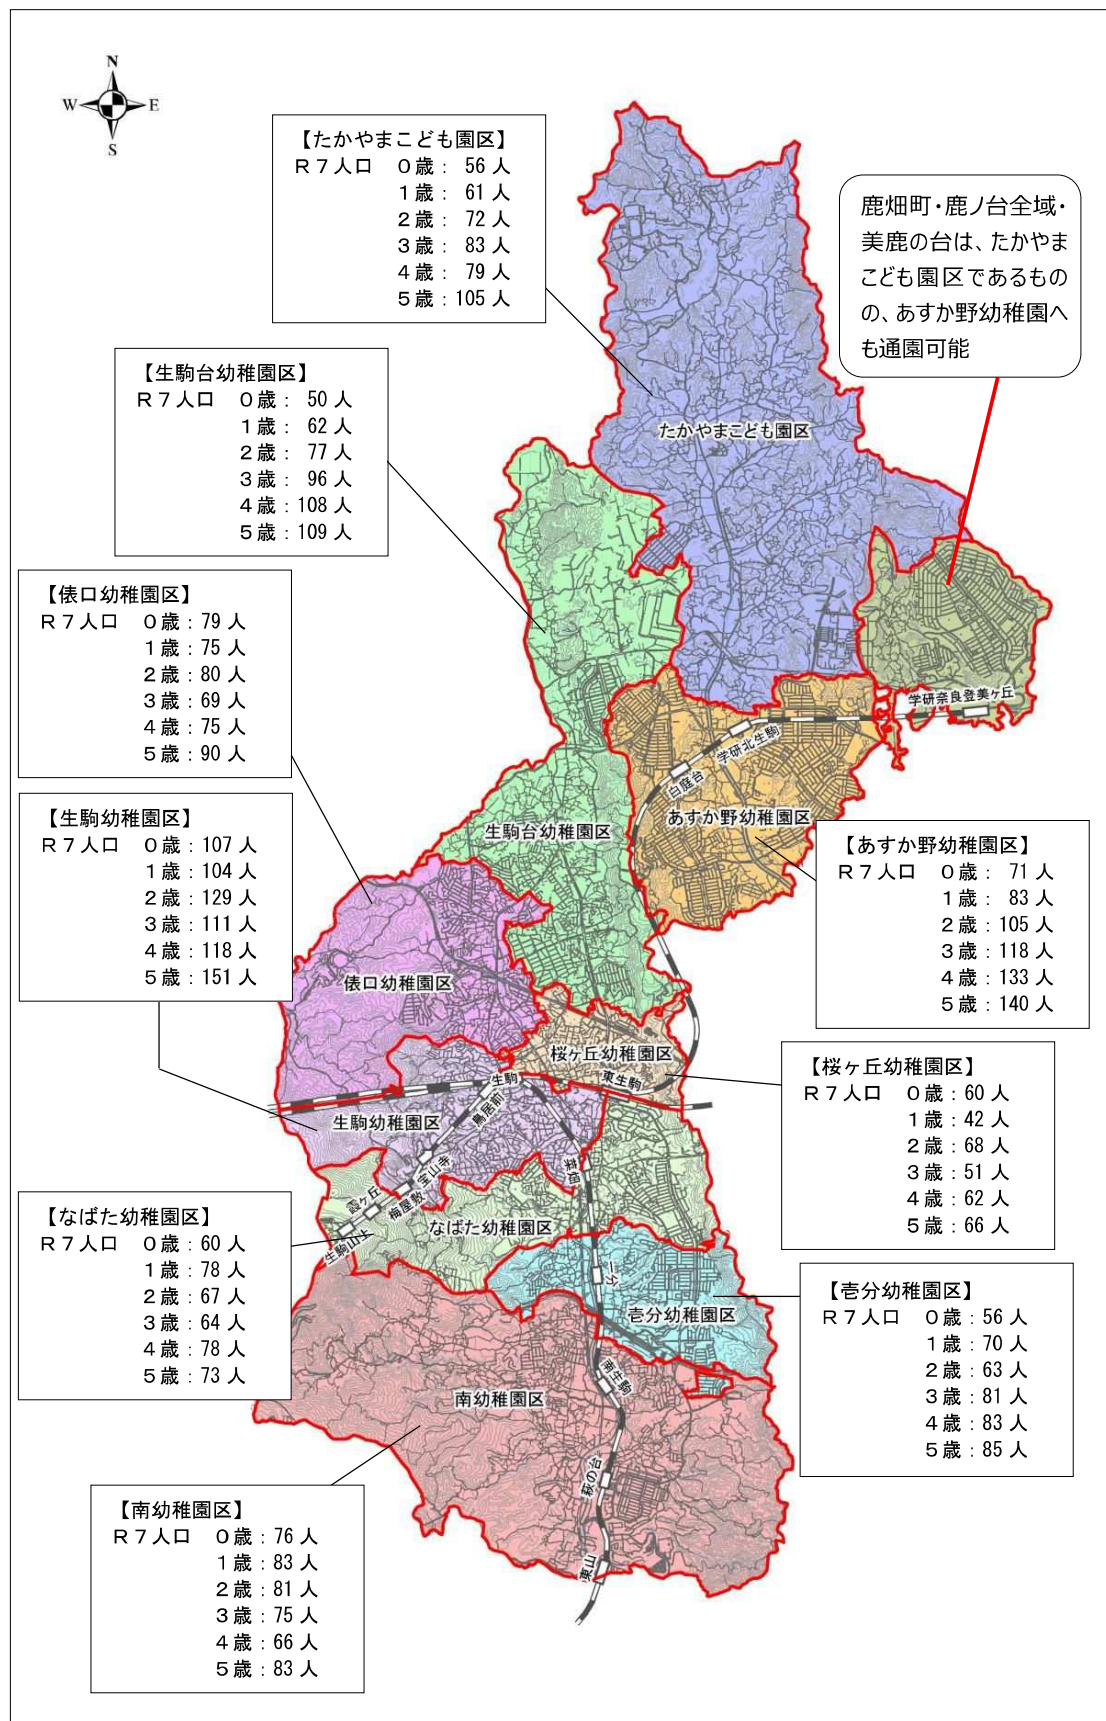 N
W E
S
【たかやまこども園区】
R７人口 0歳： 56 人
1歳： 61 人
2歳： 72 人
3歳： 83 人
4歳： 79 人
5歳：105 人
鹿畑町・鹿ノ台全域・
美鹿の台は、たかやま
こども園区であるもの
の、あすか野幼稚園へ
も通園可能
【生駒台幼稚園区】
R７人口 0歳： 50 人
1歳： 62 人
2歳： 77 人
3歳： 96 人
4歳：108 人
5歳：109 人
【俵口幼稚園区】
R７人口 0歳：79 人
1歳：75 人
2歳：80 人
3歳：69 人
4歳：75 人
5歳：90 人
【生駒幼稚園区】
R７人口 0歳：107 人
1歳：104 人
2歳：129 人
3歳：111 人
4歳：118 人
5歳：151 人
【あすか野幼稚園区】
R７人口 0歳： 71 人
1歳： 83 人
2歳：105 人
3歳：118 人
4歳：133 人
5歳：140 人
【桜ヶ丘幼稚園区】
R７人口 0歳：60 人
1歳：42 人
2歳：68 人
3歳：51 人
4歳：62 人
5歳：66 人
【なばた幼稚園区】
R７人口 0歳：60 人
1歳：78 人
2歳：67 人
3歳：64 人
4歳：78 人
5歳：73 人
【壱分幼稚園区】
R７人口 0歳：56 人
1歳：70 人
2歳：63 人
3歳：81 人
4歳：83 人
5歳：85 人
【南幼稚園区】
R７人口 0歳：76 人
1歳：83 人
2歳：81 人
3歳：75 人
4歳：66 人
5歳：83 人
たかやまこども園区
学研奈良登美ヶ丘
学研北生駒
白庭台
あすか野幼稚園区
生駒台幼稚園区
俵口幼稚園区
桜ヶ丘幼稚園区
生駒
東生駒
鳥居前
生駒幼稚園区
宝山寺
梅屋敷
霞ヶ丘
生駒山上
菜畑
なばた幼稚園区
一分
壱分幼稚園区
南生駒
南幼稚園区
萩の台
東山